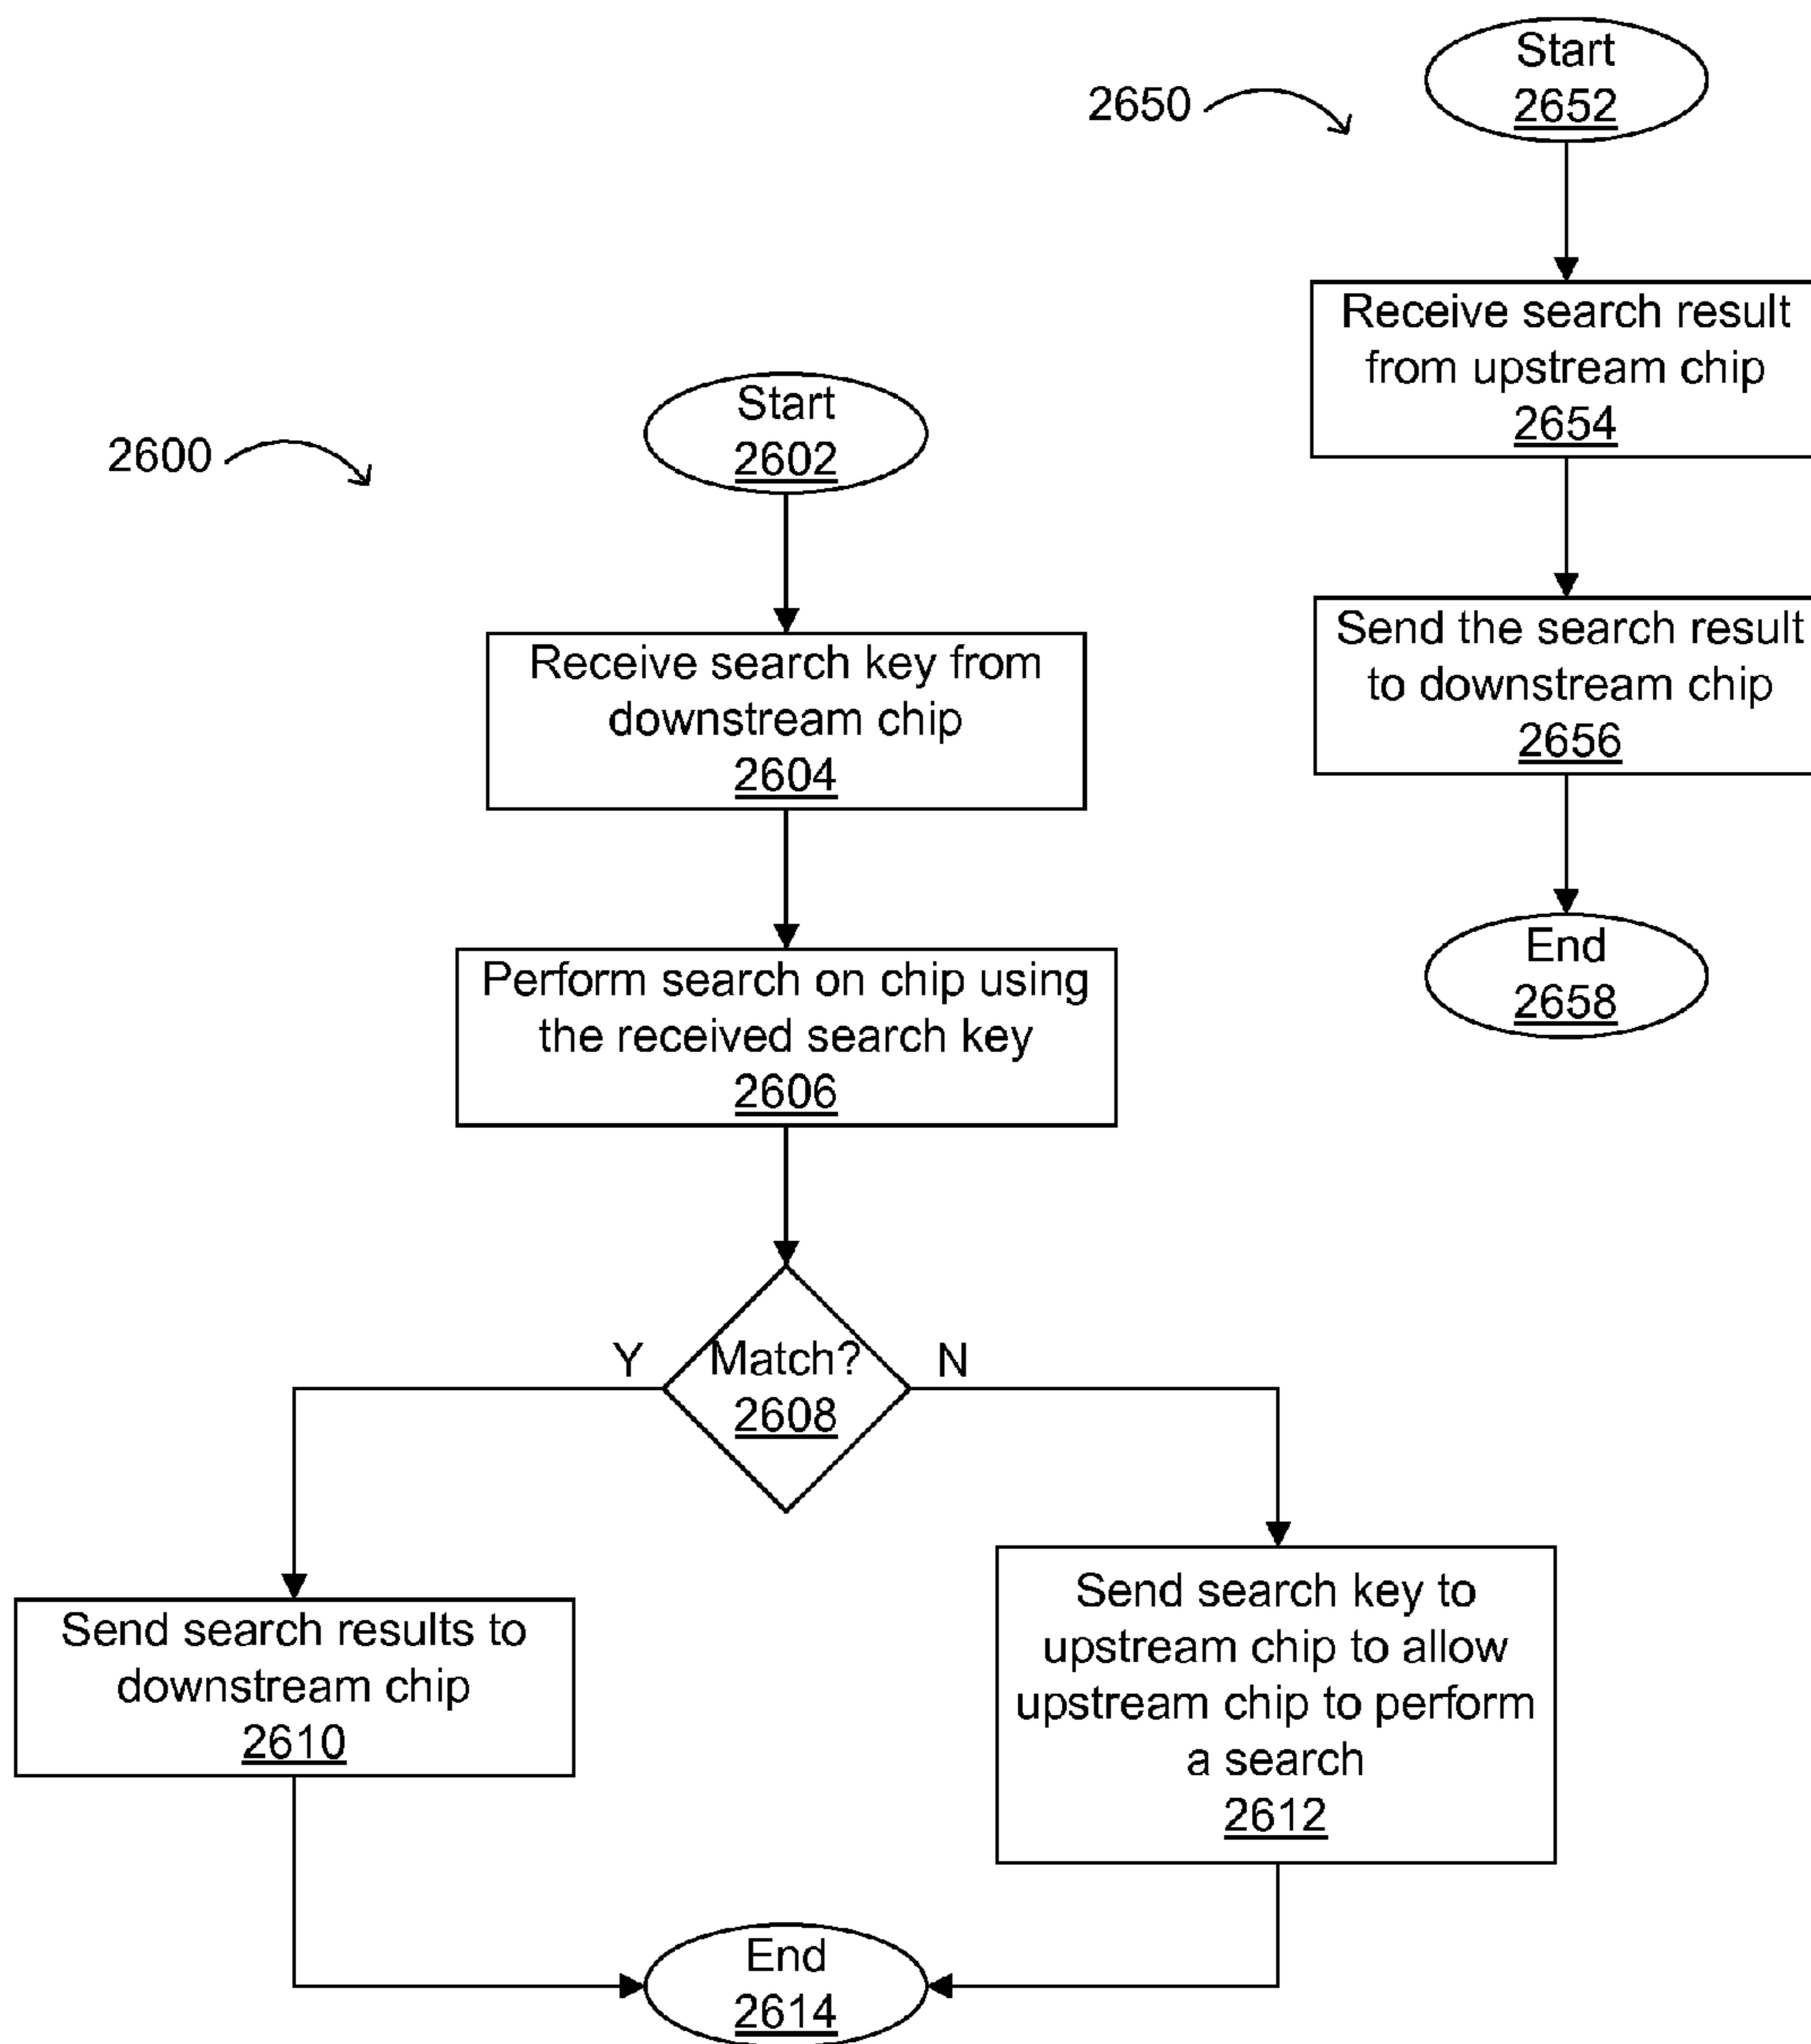 2600
Start
2602
Receive search key from
downstream chip
2604
Perform search on chip using
the received search key
2606
Y
Match?
2608
N
Send search results to
downstream chip
2610
Send search key to
upstream chip to allow
upstream chip to perform
a search
2612
End
2614
2650
Start
2652
Receive search result
from upstream chip
2654
Send the search result
to downstream chip
2656
End
2658